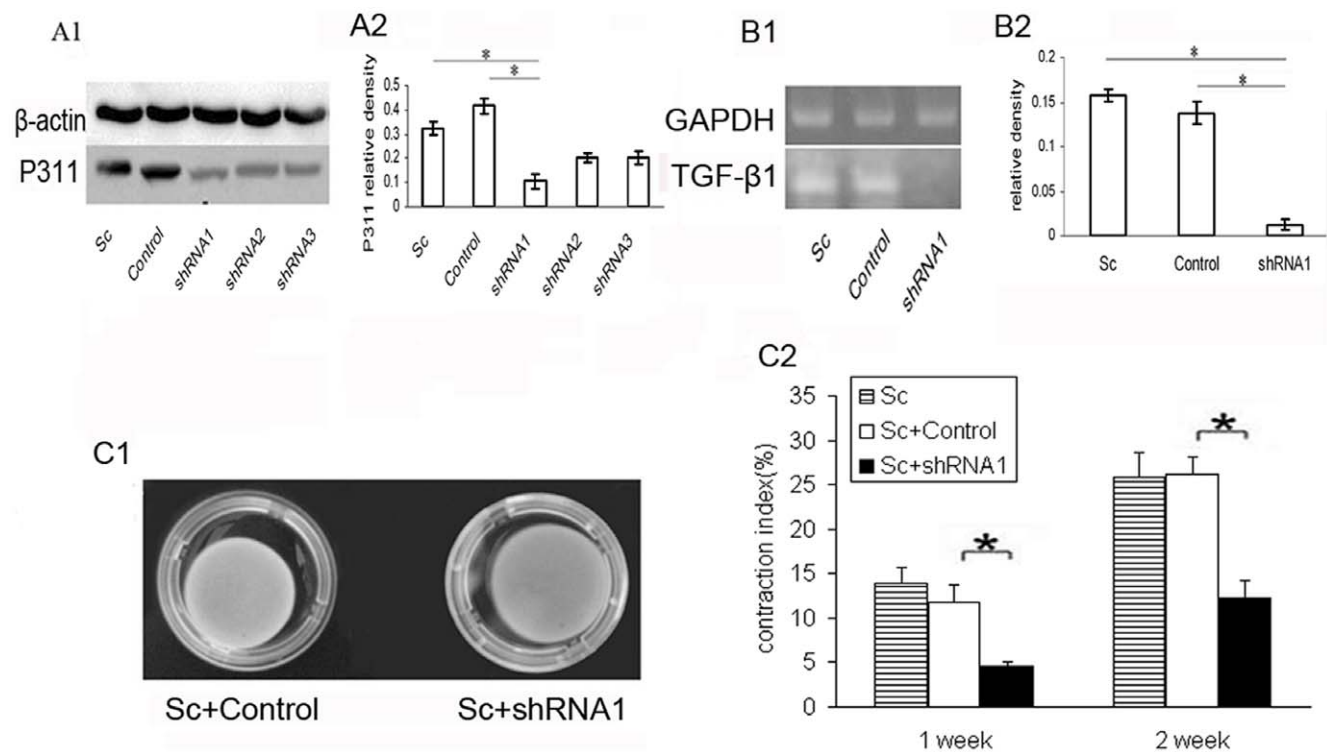 A1
β-actin
P311
Sc
Control
shRNA1
shRNA2
shRNA3
A2
P311 relative density
0.5
0.4
0.3
0.2
0.1
0
*
*
Sc
Control
shRNA1
shRNA2
shRNA3
B1
GAPDH
TGF-β1
Sc
Control
shRNA1
B2
relative density
0.2
0.15
0.1
0.05
0
*
*
Sc
Control
shRNA1
C1
Sc+Control
Sc+shRNA1
C2
contraction index(%)
35
30
25
20
15
10
5
0
Sc
Sc+Control
Sc+shRNA1
*
*
1 week
2 week